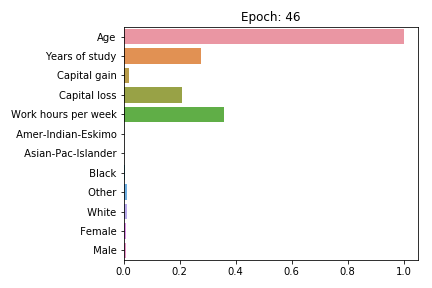 Epoch: 46
Age
Years of study
Capital gain
Capital loss
Work hours per week
Amer-Indian-Eskimo
Asian-Pac-Islander
Black
Other
White
Female
Male
0.0 0.2 0.4 0.6 0.8 1.0